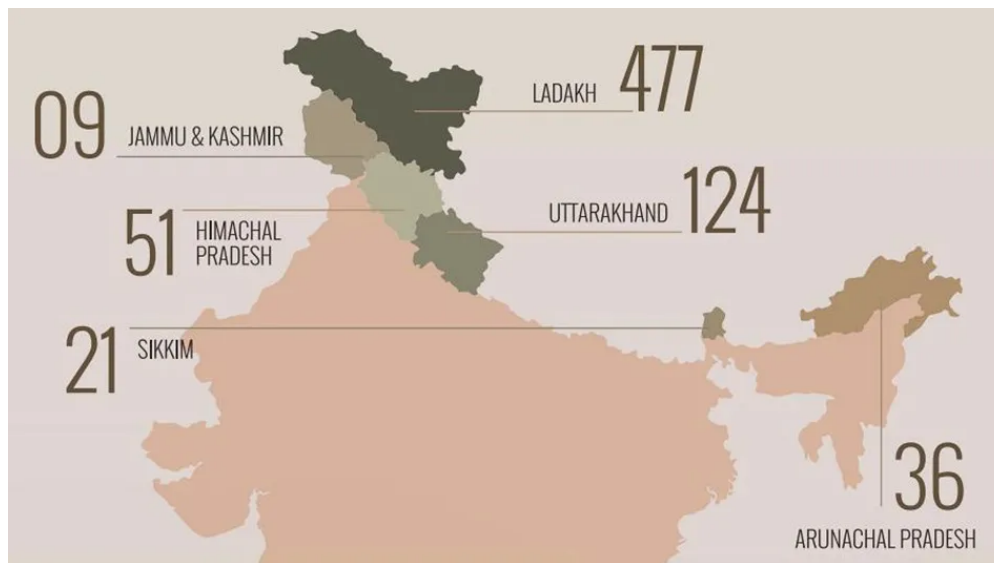 LADAKH 477
09 JAMMU & KASHMIR
UTTARAKHAND 124
51 HIMACHAL
PRADESH
21 SIKKIM
36
ARUNACHAL PRADESH